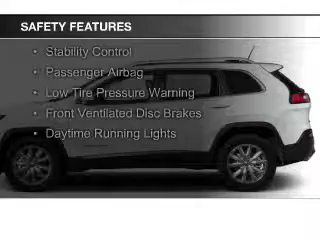 SAFETY FEATURES
• Stability Control
• Passenger Airbag
• Low Tire Pressure Warning
• Front Ventilated Disc Brakes
• Daytime Running Lights